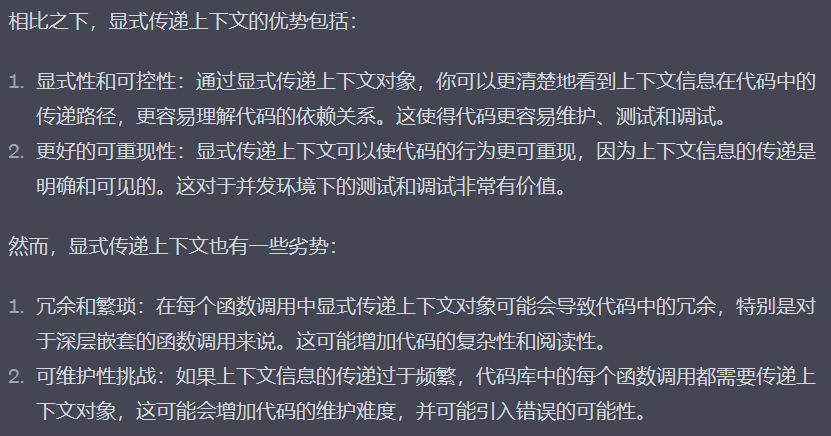 相比之下，显式传递上下文的优势包括：
1. 显式性和可控性：通过显式传递上下文对象，你可以更清楚地看到上下文信息在代码中的
传递路径，更容易理解代码的依赖关系。这使得代码更容易维护、测试和调试。
2. 更好的可重现性：显式传递上下文可以使代码的行为更可重现，因为上下文信息的传递是
明确和可见的。这对于并发环境下的测试和调试非常有价值。
然而，显式传递上下文也有一些劣势：
1. 冗余和繁琐：在每个函数调用中显式传递上下文对象可能会导致代码中的冗余，特别是对
于深层嵌套的函数调用来说。这可能增加代码的复杂性和阅读性。
2. 可维护性挑战：如果上下文信息的传递过于频繁，代码库中的每个函数调用都需要传递上
下文对象，这可能会增加代码的维护难度，并可能引入错误的可能性。